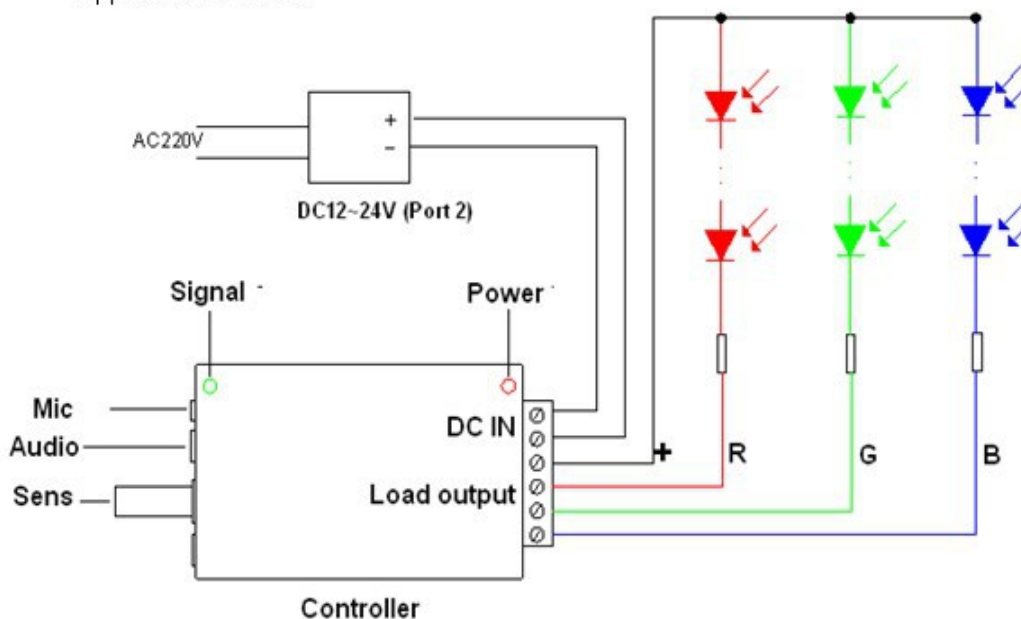 AC220V
+
−
DC12~24V (Port 2)
Signal
Power
Mic
Audio
Sens
DC IN
Load output
+ R G B
Controller